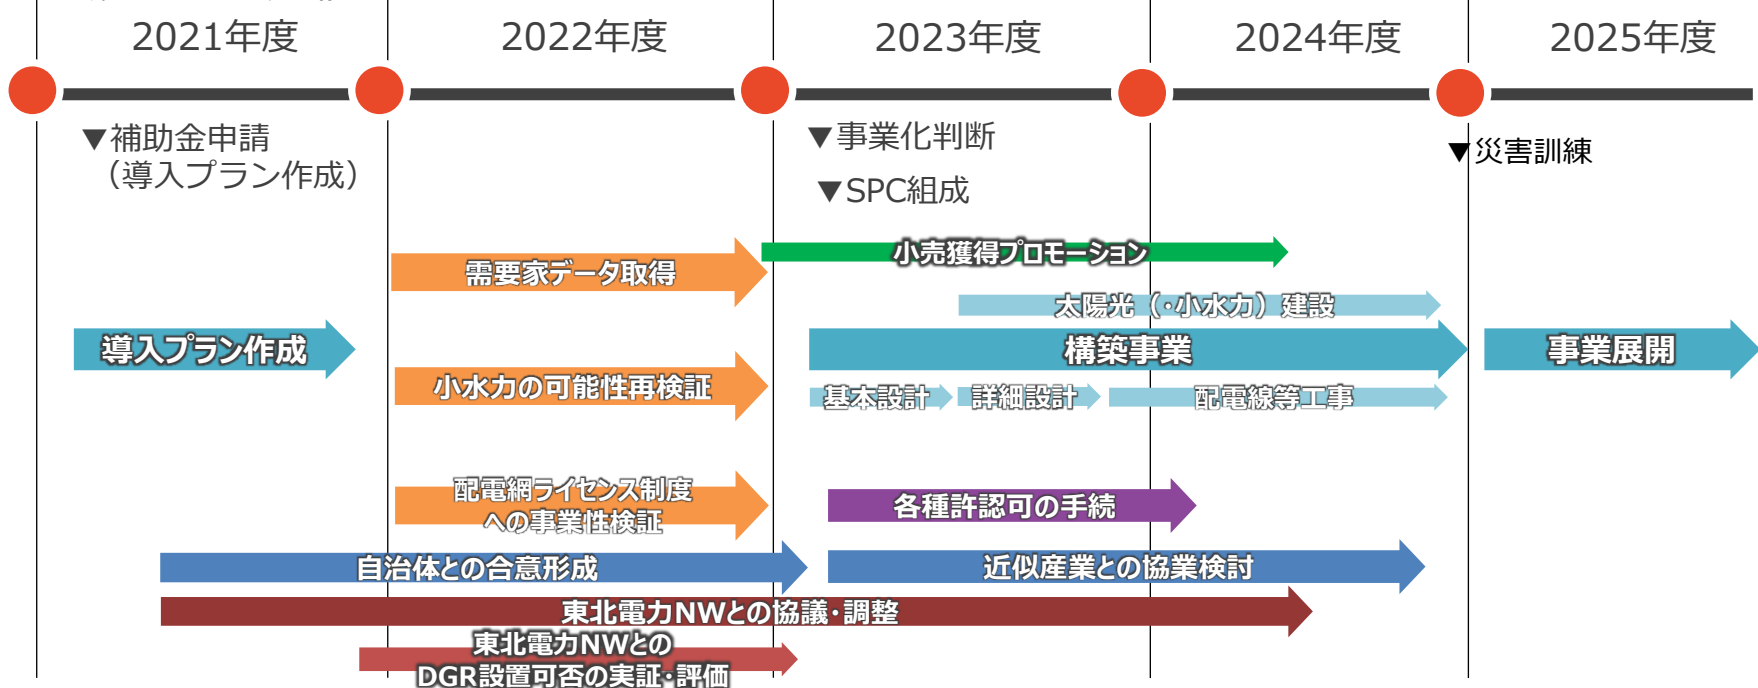 2021年度
2022年度
2023年度
2024年度
2025年度
▼補助金申請
（導入プラン作成）
▼事業化判断
▼SPC組成
▼災害訓練
小売獲得プロモーション
需要家データ取得
太陽光（・小水力）建設
導入プラン作成
構築事業
事業展開
小水力の可能性再検証
基本設計
詳細設計
配電線等工事
配電網ライセンス制度
への事業性検証
各種許認可の手続
自治体との合意形成
近似産業との協業検討
東北電力NWとの協議・調整
東北電力NWとの
DGR設置可否の実証・評価